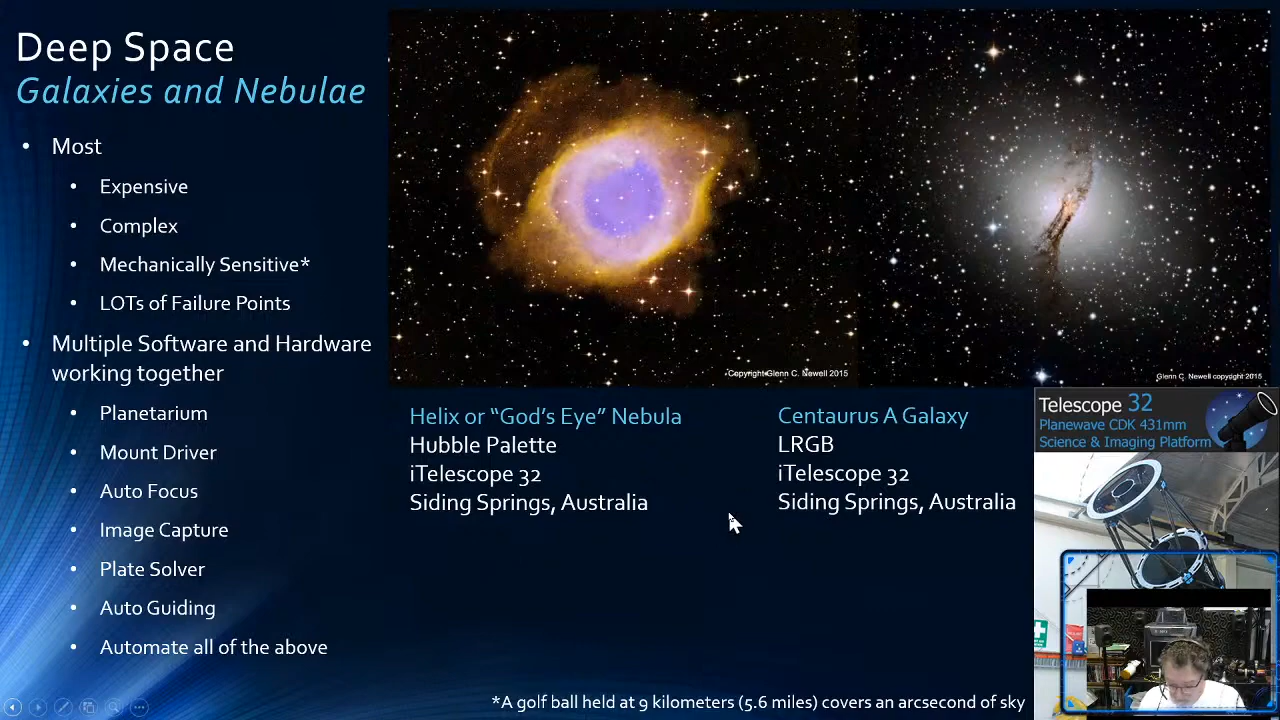 Deep Space
Galaxies and Nebulae
• Most
• Expensive
• Complex
• Mechanically Sensitive*
• LOTs of Failure Points
• Multiple Software and Hardware
working together
• Planetarium
• Mount Driver
• Auto Focus
• Image Capture
• Plate Solver
• Auto Guiding
• Automate all of the above
Copyright Glenn C. Newell 2015
Glenn C. Newell copyright 2015
Helix or “God’s Eye” Nebula
Hubble Palette
iTelescope 32
Siding Springs, Australia
Centaurus A Galaxy
LRGB
iTelescope 32
Siding Springs, Australia
Telescope 32
Planewave CDK 431mm
Science & Imaging Platform
*A golf ball held at 9 kilometers (5.6 miles) covers an arcsecond of sky